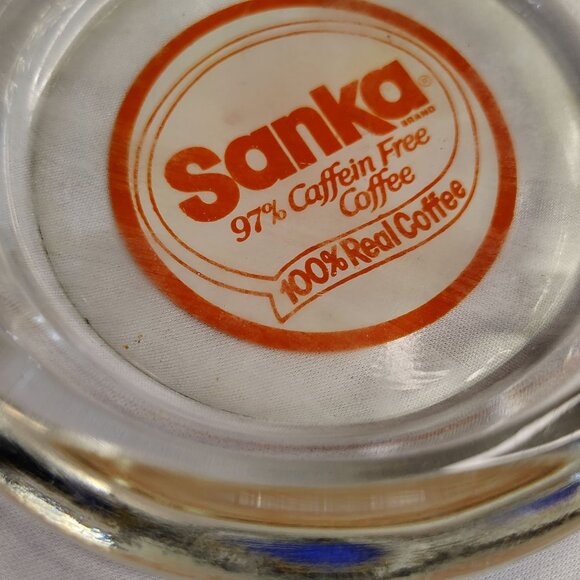 Sanka®
BRAND
97% Caffein Free
Coffee
100% Real Coffee